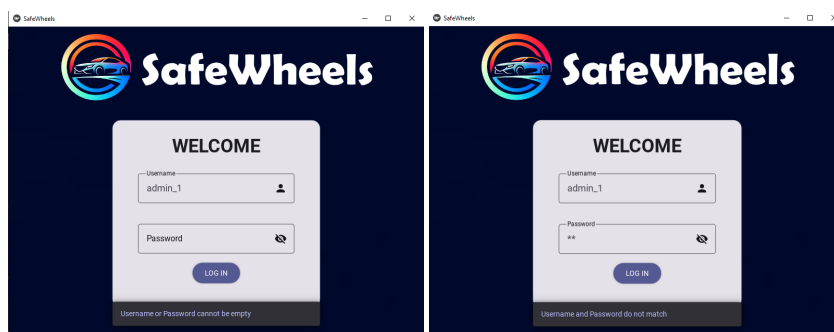 SafeWheels
SafeWheels
WELCOME
Username
admin_1
Password
LOG IN
Username or Password cannot be empty
SafeWheels
SafeWheels
WELCOME
Username
admin_1
Password
**
LOG IN
Username and Password do not match